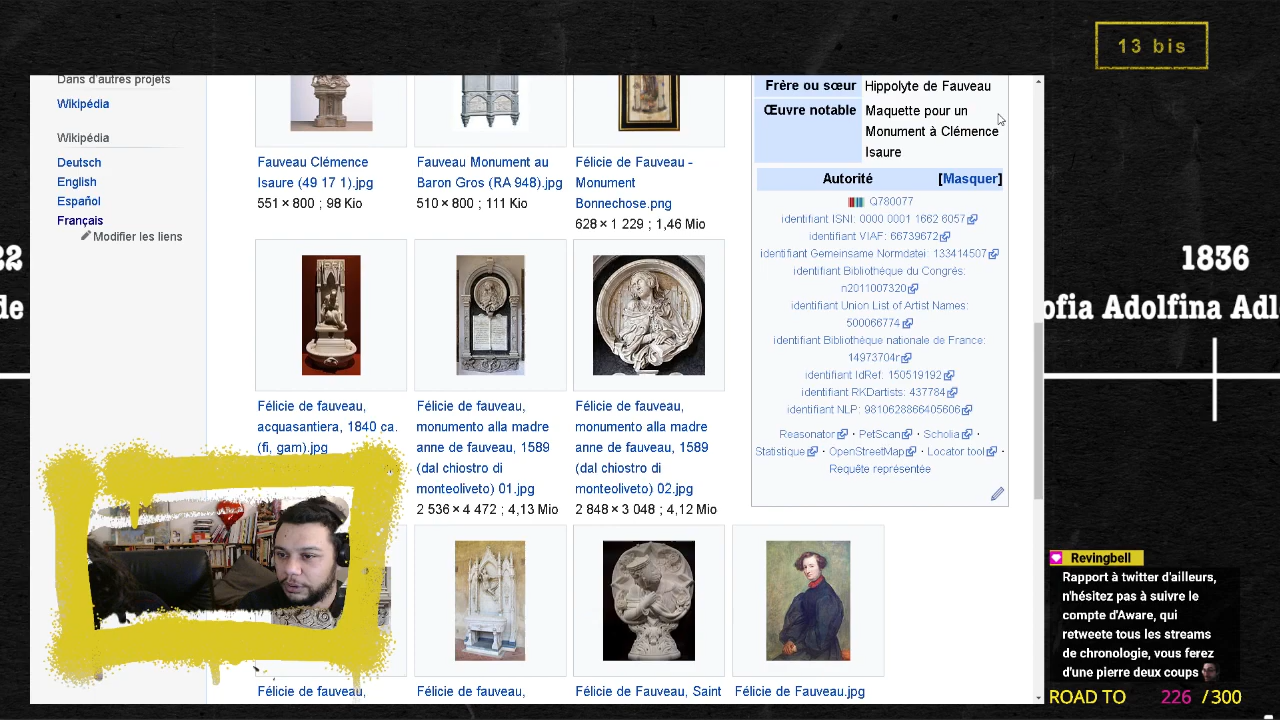 13 bis
Dans d'autres projets
Wikipédia
Wikipédia
Deutsch
English
Español
Français
Modifier les liens
Fauveau Clémence
Isaure (49 17 1).jpg
551 × 800 ; 98 Kio
Fauveau Monument au
Baron Gros (RA 948).jpg
510 × 800 ; 111 Kio
Félicie de Fauveau -
Monument
Bonnechose.png
628 × 1 229 ; 1,46 Mio
Félicie de fauveau,
acquasantiera, 1840 ca.
(fi, gam).jpg
Félicie de fauveau,
monumento alla madre
anne de fauveau, 1589
(dal chiostro di
monteoliveto) 01.jpg
2 536 × 4 472 ; 4,13 Mio
Félicie de fauveau,
monumento alla madre
anne de fauveau, 1589
(dal chiostro di
monteoliveto) 02.jpg
2 848 × 3 048 ; 4,12 Mio
Félicie de fauveau,
Félicie de fauveau,
Félicie de Fauveau, Saint
Félicie de Fauveau.jpg
Frère ou sœur Hippolyte de Fauveau
Œuvre notable Maquette pour un
Monument à Clémence
Isaure
Autorité [Masquer]
Q780077
identifiant ISNI: 0000 0001 1662 6057
identifiant VIAF: 66739672
identifiant Gemeinsame Normdatei: 133414507
identifiant Bibliothèque du Congrès:
n2011007320
identifiant Union List of Artist Names:
500066774
identifiant Bibliothèque nationale de France:
14973704r
identifiant IdRef: 150519192
identifiant RKDartists: 437784
identifiant NLP: 9810628866405606
Reasonator · PetScan · Scholia ·
Statistique · OpenStreetMap · Locator tool ·
Requête représentée
22
de
1836
ofia Adolfina Adl
Revingbell
Rapport à twitter d'ailleurs,
n'hésitez pas à suivre le
compte d'Aware, qui
retweete tous les streams
de chronologie, vous ferez
d'une pierre deux coups
ROAD TO 226 / 300